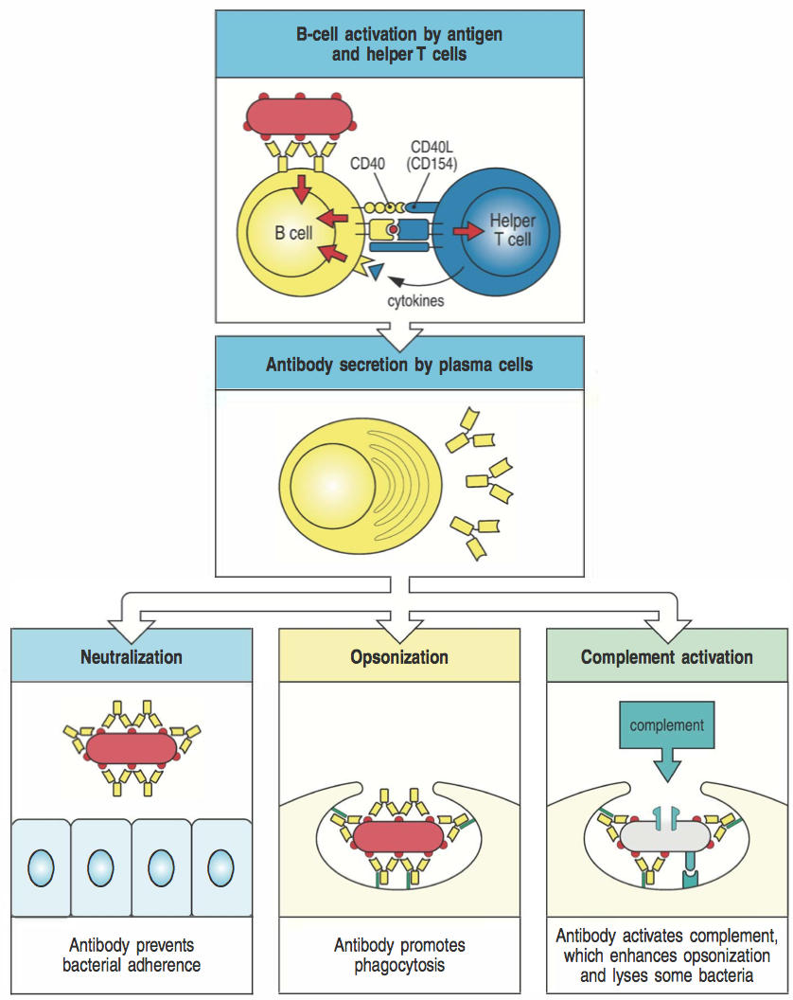 B-cell activation by antigen
and helper T cells
CD40
CD40L
(CD154)
B cell
Helper
T cell
cytokines
Antibody secretion by plasma cells
Neutralization
Opsonization
Complement activation
complement
Antibody prevents
bacterial adherence
Antibody promotes
phagocytosis
Antibody activates complement,
which enhances opsonization
and lyses some bacteria